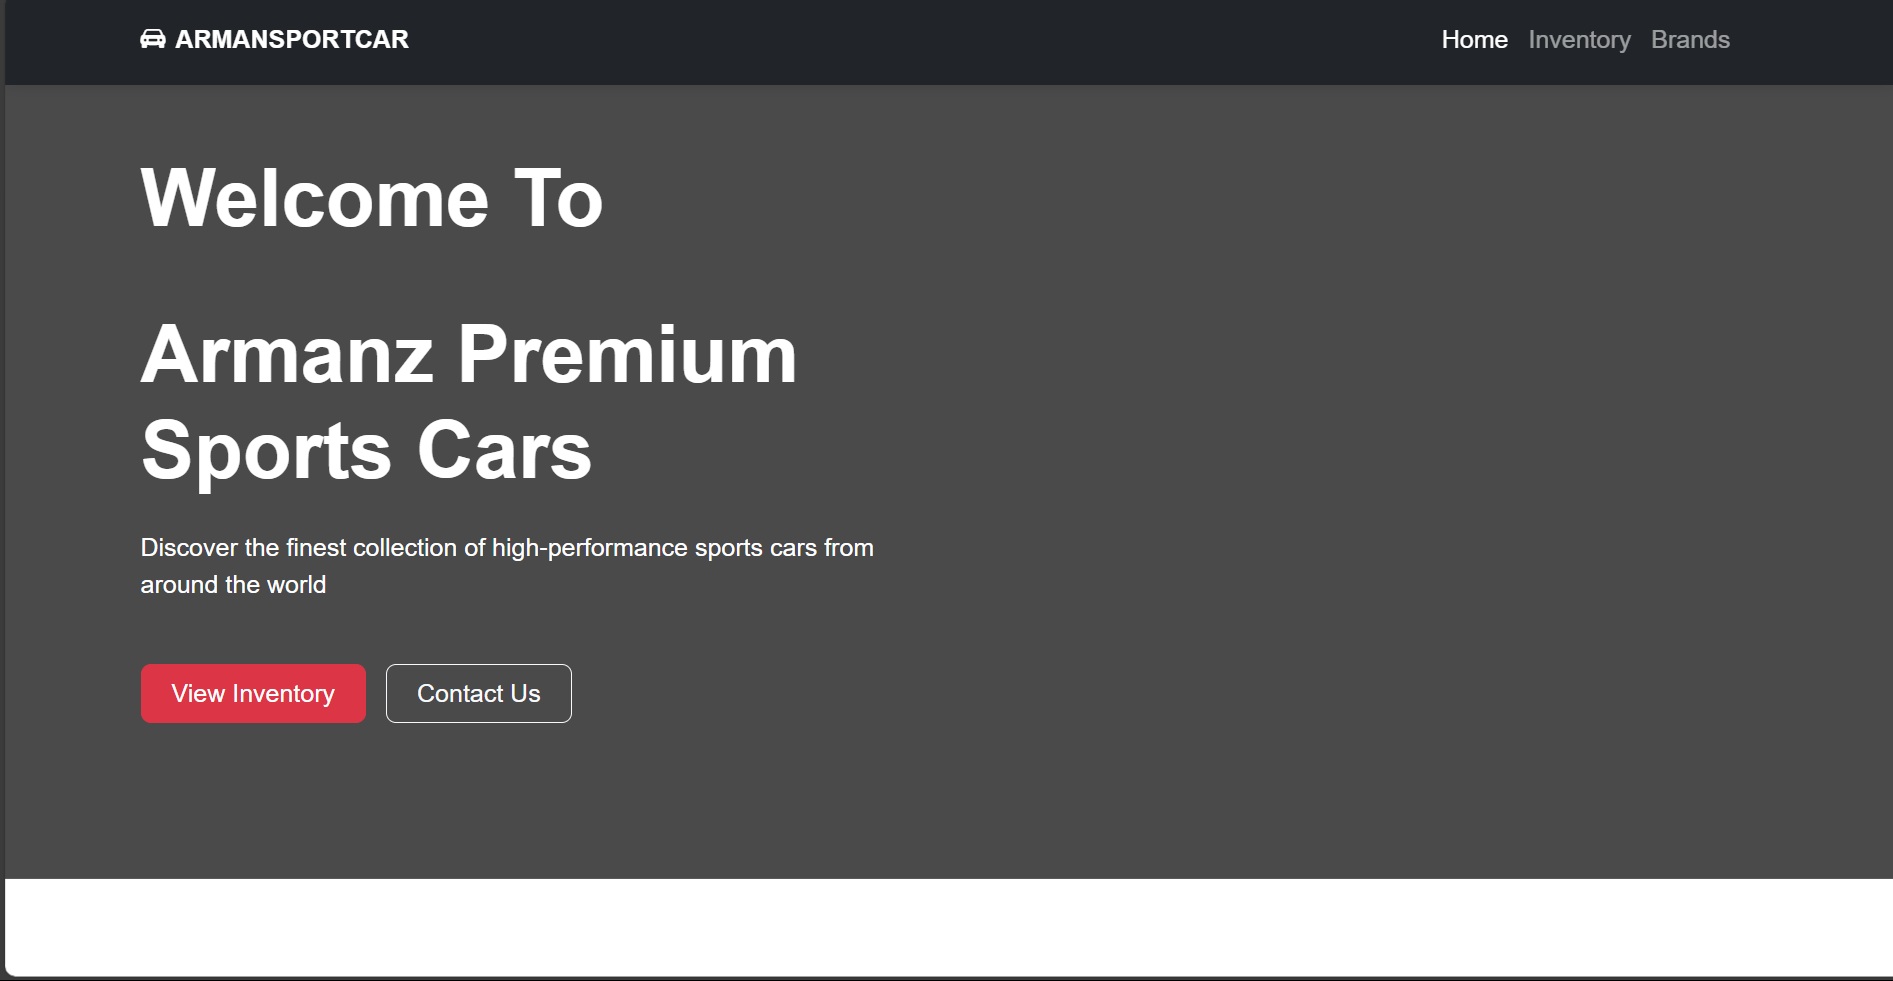 ARMANSPORTCAR
Home Inventory Brands
Welcome To
Armanz Premium
Sports Cars
Discover the finest collection of high-performance sports cars from
around the world
View Inventory Contact Us